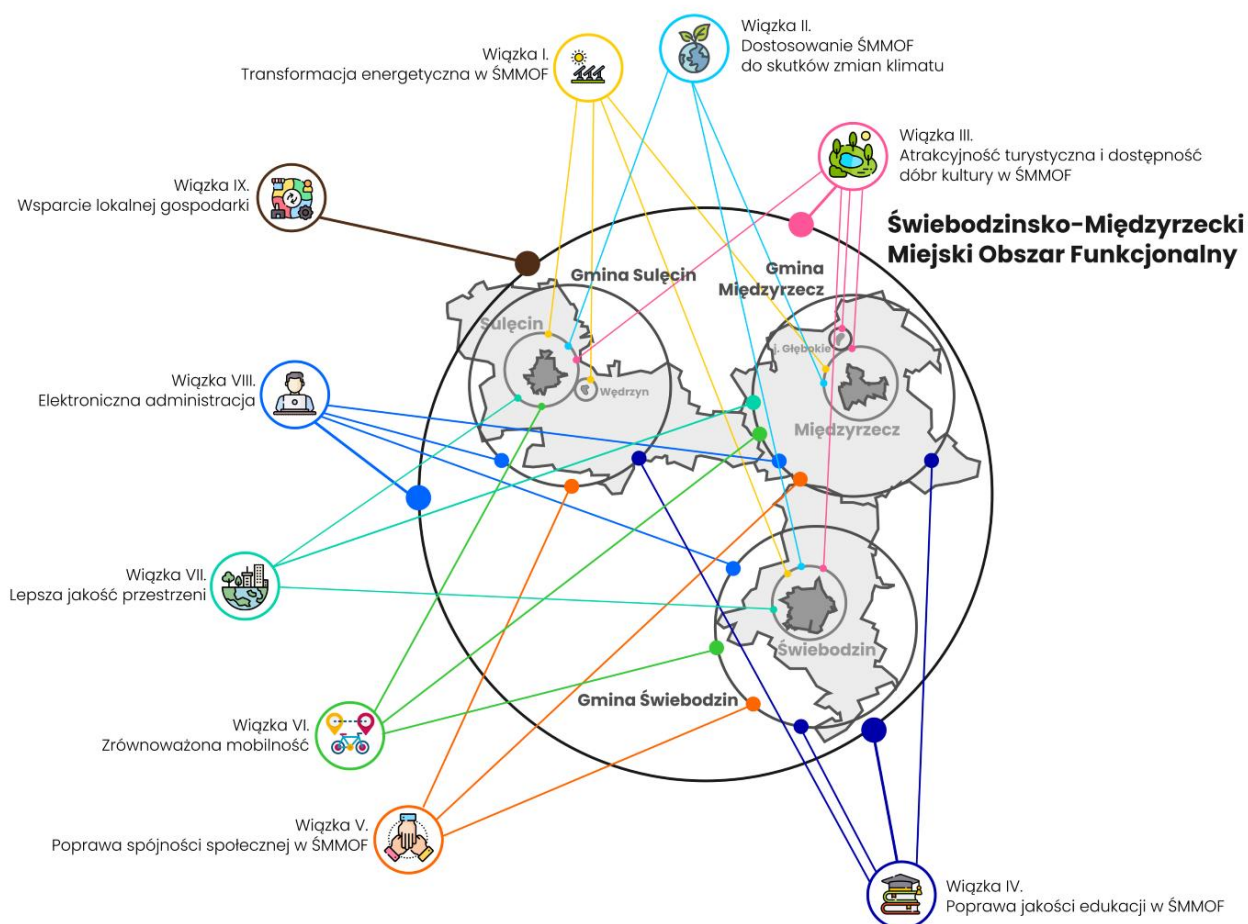 Wiązka I.
Transformacja energetyczna w ŚMMOF
Wiązka II.
Dostosowanie ŚMMOF
do skutków zmian klimatu
Wiązka III.
Atrakcyjność turystyczna i dostępność
dóbr kultury w ŚMMOF
Wiązka IX.
Wsparcie lokalnej gospodarki
Świebodzinsko-Międzyrzecki
Miejski Obszar Funkcjonalny
Gmina Sulęcin
Gmina
Międzyrzecz
Sulęcin
j. Głębokie
Wędrzyn
Międzyrzecz
Wiązka VIII.
Elektroniczna administracja
Wiązka VII.
Lepsza jakość przestrzeni
Świebodzin
Gmina Świebodzin
Wiązka VI.
Zrównoważona mobilność
Wiązka V.
Poprawa spójności społecznej w ŚMMOF
Wiązka IV.
Poprawa jakości edukacji w ŚMMOF